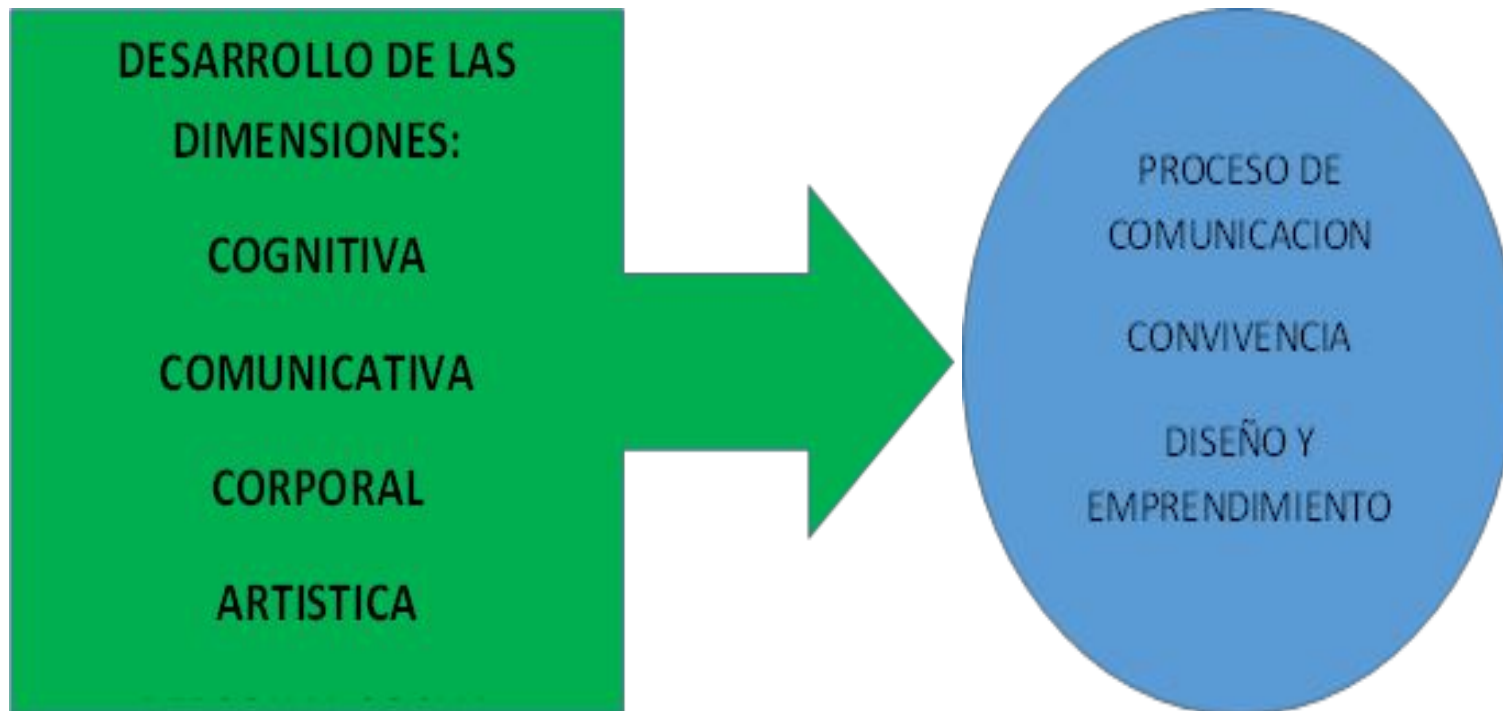 DESARROLLO DE LAS
DIMENSIONES:
COGNITIVA
COMUNICATIVA
CORPORAL
ARTISTICA
PROCESO DE
COMUNICACION
CONVIVENCIA
DISEÑO Y
EMPRENDIMIENTO